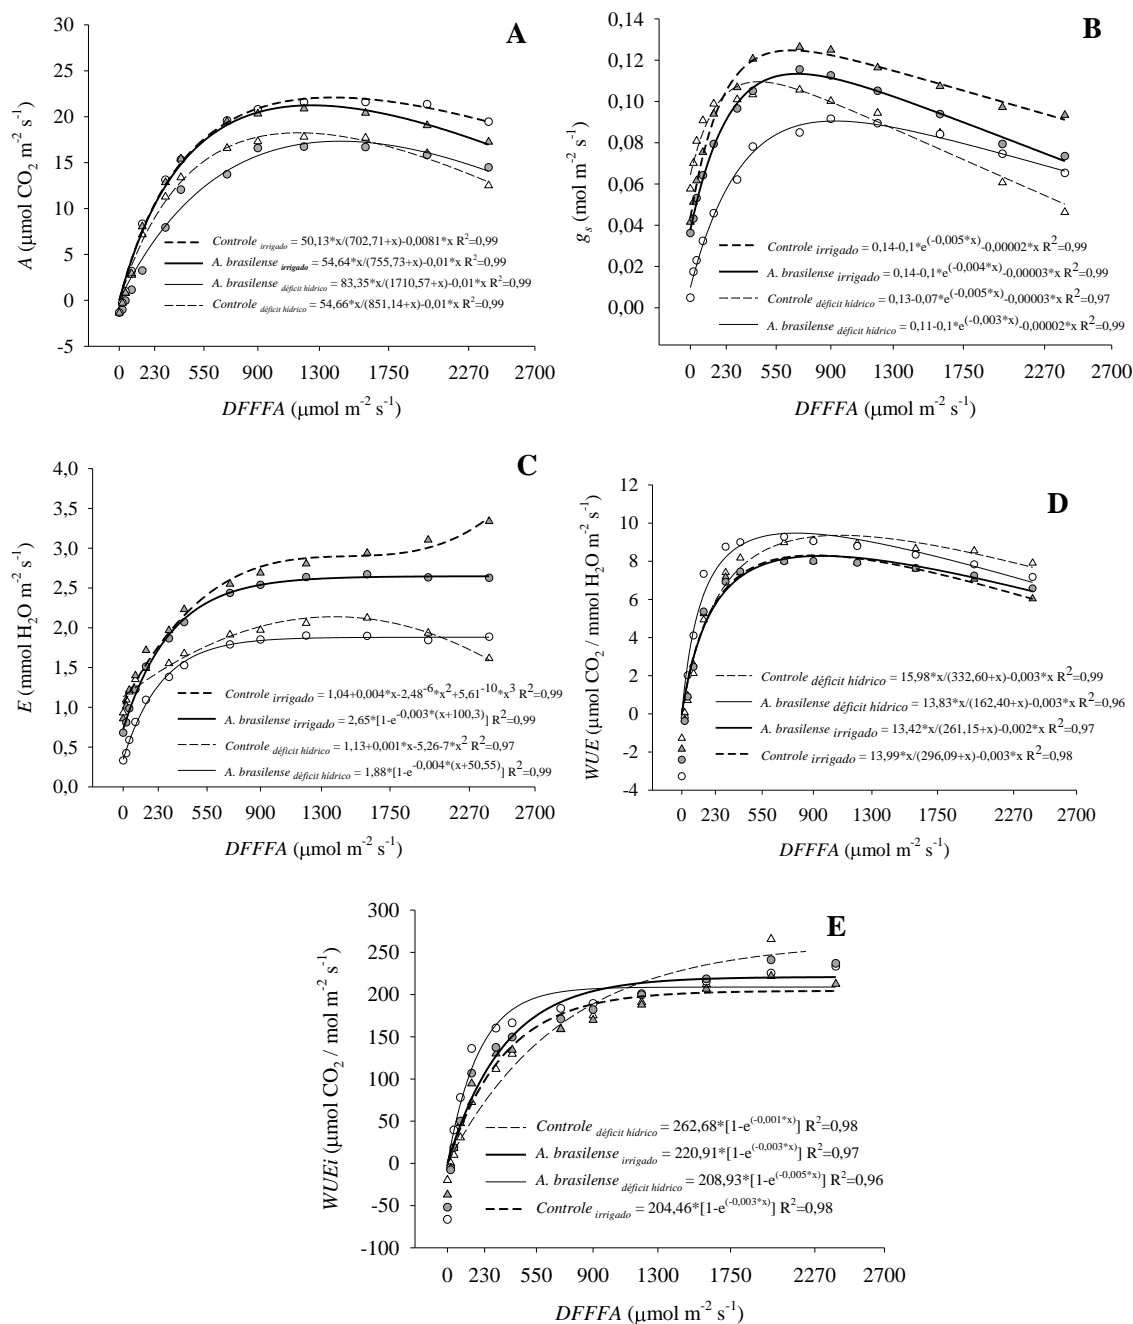 A
A (µmol CO2 m-2 s-1)
30
25
20
15
10
5
0
-5
Controle irrigado = 50,13*x/(702,71+x)-0,0081*x R2=0,99
A. brasilense irrigado = 54,64*x/(755,73+x)-0,01*x R2=0,99
A. brasilense déficit hídrico = 83,35*x/(1710,57+x)-0,01*x R2=0,99
Controle déficit hídrico = 54,66*x/(851,14+x)-0,01*x R2=0,99
0 230 550 900 1300 1750 2270 2700
DFFFA (µmol m-2 s-1)
B
gs (mol m-2 s-1)
0,14
0,12
0,10
0,08
0,06
0,04
0,02
0,00
Controle irrigado = 0,14-0,1*e(-0,005*x)-0,00002*x R2=0,99
A. brasilense irrigado = 0,14-0,1*e(-0,004*x)-0,00003*x R2=0,99
Controle déficit hídrico = 0,13-0,07*e(-0,005*x)-0,00003*x R2=0,97
A. brasilense déficit hídrico = 0,11-0,1*e(-0,003*x)-0,00002*x R2=0,99
0 230 550 900 1300 1750 2270 2700
DFFFA (µmol m-2 s-1)
C
E (mmol H2O m-2 s-1)
4,0
3,5
3,0
2,5
2,0
1,5
1,0
0,5
0,0
Controle irrigado = 1,04+0,004*x-2,48-6*x2+5,61-10*x3 R2=0,99
A. brasilense irrigado = 2,65*[1-e-0,003*(x+100,3)] R2=0,99
Controle déficit hídrico = 1,13+0,001*x-5,26-7*x2 R2=0,97
A. brasilense déficit hídrico = 1,88*[1-e-0,004*(x+50,55)] R2=0,99
0 230 550 900 1300 1750 2270 2700
DFFFA (µmol m-2 s-1)
D
WUE (µmol CO2 / mmol H2O m-2 s-1)
12
10
8
6
4
2
0
-2
-4
Controle déficit hídrico = 15,98*x/(332,60+x)-0,003*x R2=0,99
A. brasilense déficit hídrico = 13,83*x/(162,40+x)-0,003*x R2=0,96
A. brasilense irrigado = 13,42*x/(261,15+x)-0,002*x R2=0,97
Controle irrigado = 13,99*x/(296,09+x)-0,003*x R2=0,98
0 230 550 900 1300 1750 2270 2700
DFFFA (µmol m-2 s-1)
E
WUEi (µmol CO2 / mol m-2 s-1)
300
250
200
150
100
50
0
-50
-100
Controle déficit hídrico = 262,68*[1-e(-0,001*x)] R2=0,98
A. brasilense irrigado = 220,91*[1-e(-0,003*x)] R2=0,97
A. brasilense déficit hídrico = 208,93*[1-e(-0,005*x)] R2=0,96
Controle irrigado = 204,46*[1-e(-0,003*x)] R2=0,98
0 230 550 900 1300 1750 2270 2700
DFFFA (µmol m-2 s-1)